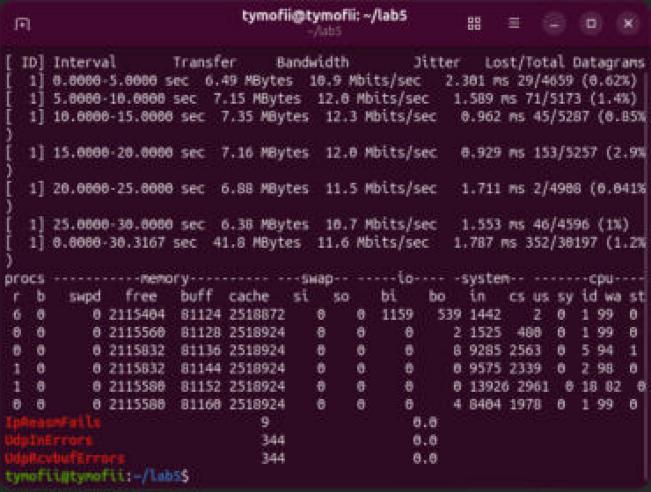 tymofii@tymofii: ~/lab5
~/lab5
[ ID] Interval Transfer Bandwidth Jitter Lost/Total Datagrams
[ 1] 0.0000-5.0000 sec 6.49 MBytes 10.9 Mbits/sec 2.301 ms 29/4659 (0.62%)
[ 1] 5.0000-10.0000 sec 7.15 MBytes 12.0 Mbits/sec 1.589 ms 71/5173 (1.4%)
[ 1] 10.0000-15.0000 sec 7.35 MBytes 12.3 Mbits/sec 0.962 ms 45/5287 (0.85%
)
[ 1] 15.0000-20.0000 sec 7.16 MBytes 12.0 Mbits/sec 0.929 ms 153/5257 (2.9%
)
[ 1] 20.0000-25.0000 sec 6.88 MBytes 11.5 Mbits/sec 1.711 ms 2/4908 (0.041%
)
[ 1] 25.0000-30.0000 sec 6.38 MBytes 10.7 Mbits/sec 1.553 ms 46/4596 (1%)
[ 1] 0.0000-30.3167 sec 41.8 MBytes 11.6 Mbits/sec 1.787 ms 352/30197 (1.2%
)
procs -----------memory---------- ---swap-- -----io---- -system-- ------cpu-----
r b swpd free buff cache si so bi bo in cs us sy id wa st
6 0 0 2115404 81124 2518872 0 0 1159 539 1442 2 0 1 99 0
0 0 0 2115560 81128 2518924 0 0 0 2 1525 480 0 1 99 0
0 0 0 2115832 81136 2518924 0 0 0 8 9285 2563 0 5 94 1
1 0 0 2115832 81144 2518924 0 0 0 0 9575 2339 0 2 98 0
1 0 0 2115580 81152 2518924 0 0 0 0 13926 2961 0 18 82 0
0 0 0 2115580 81160 2518924 0 0 0 4 8404 1978 0 1 99 0
IpReasmFails 9 0.0
UdpInErrors 344 0.0
UdpRcvbufErrors 344 0.0
tymofii@tymofii:~/lab5$